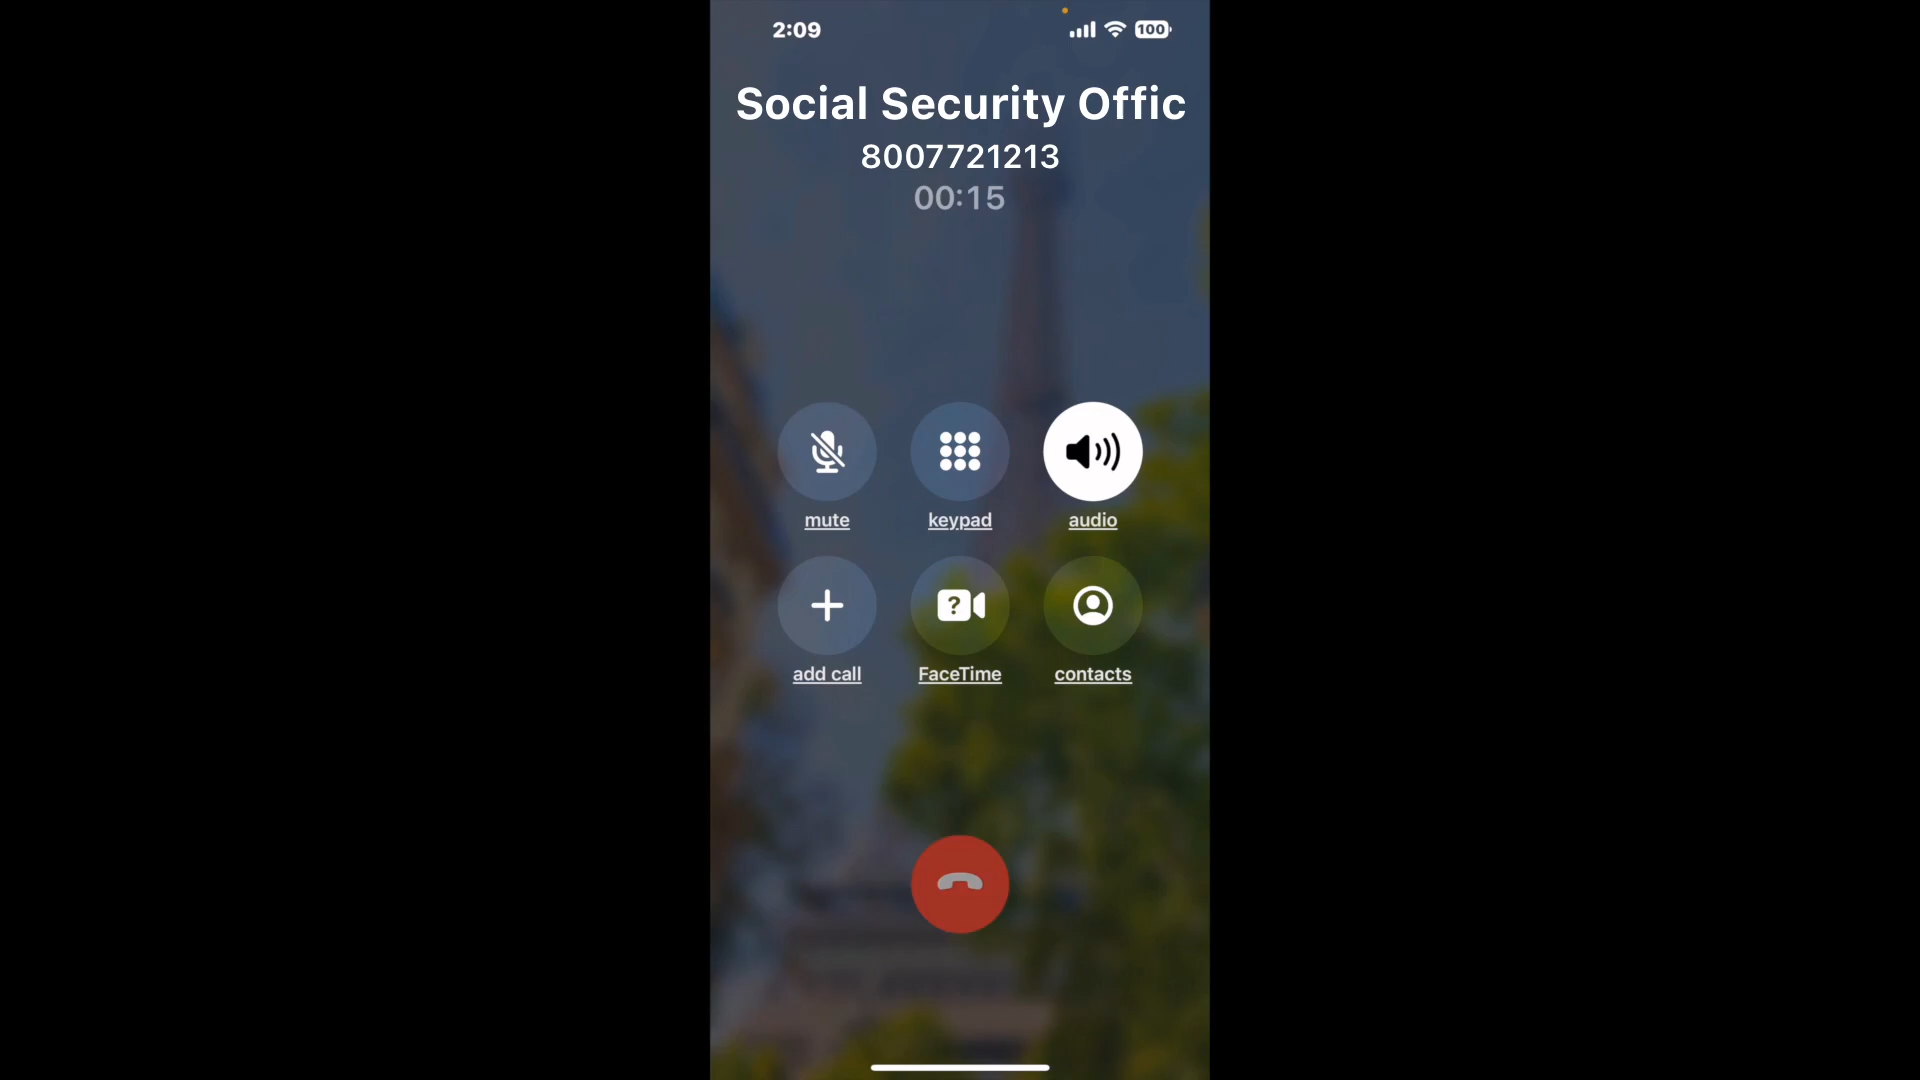 2:09
100
Social Security Offic
8007721213
00:15
mute
keypad
audio
?
add call
FaceTime
contacts